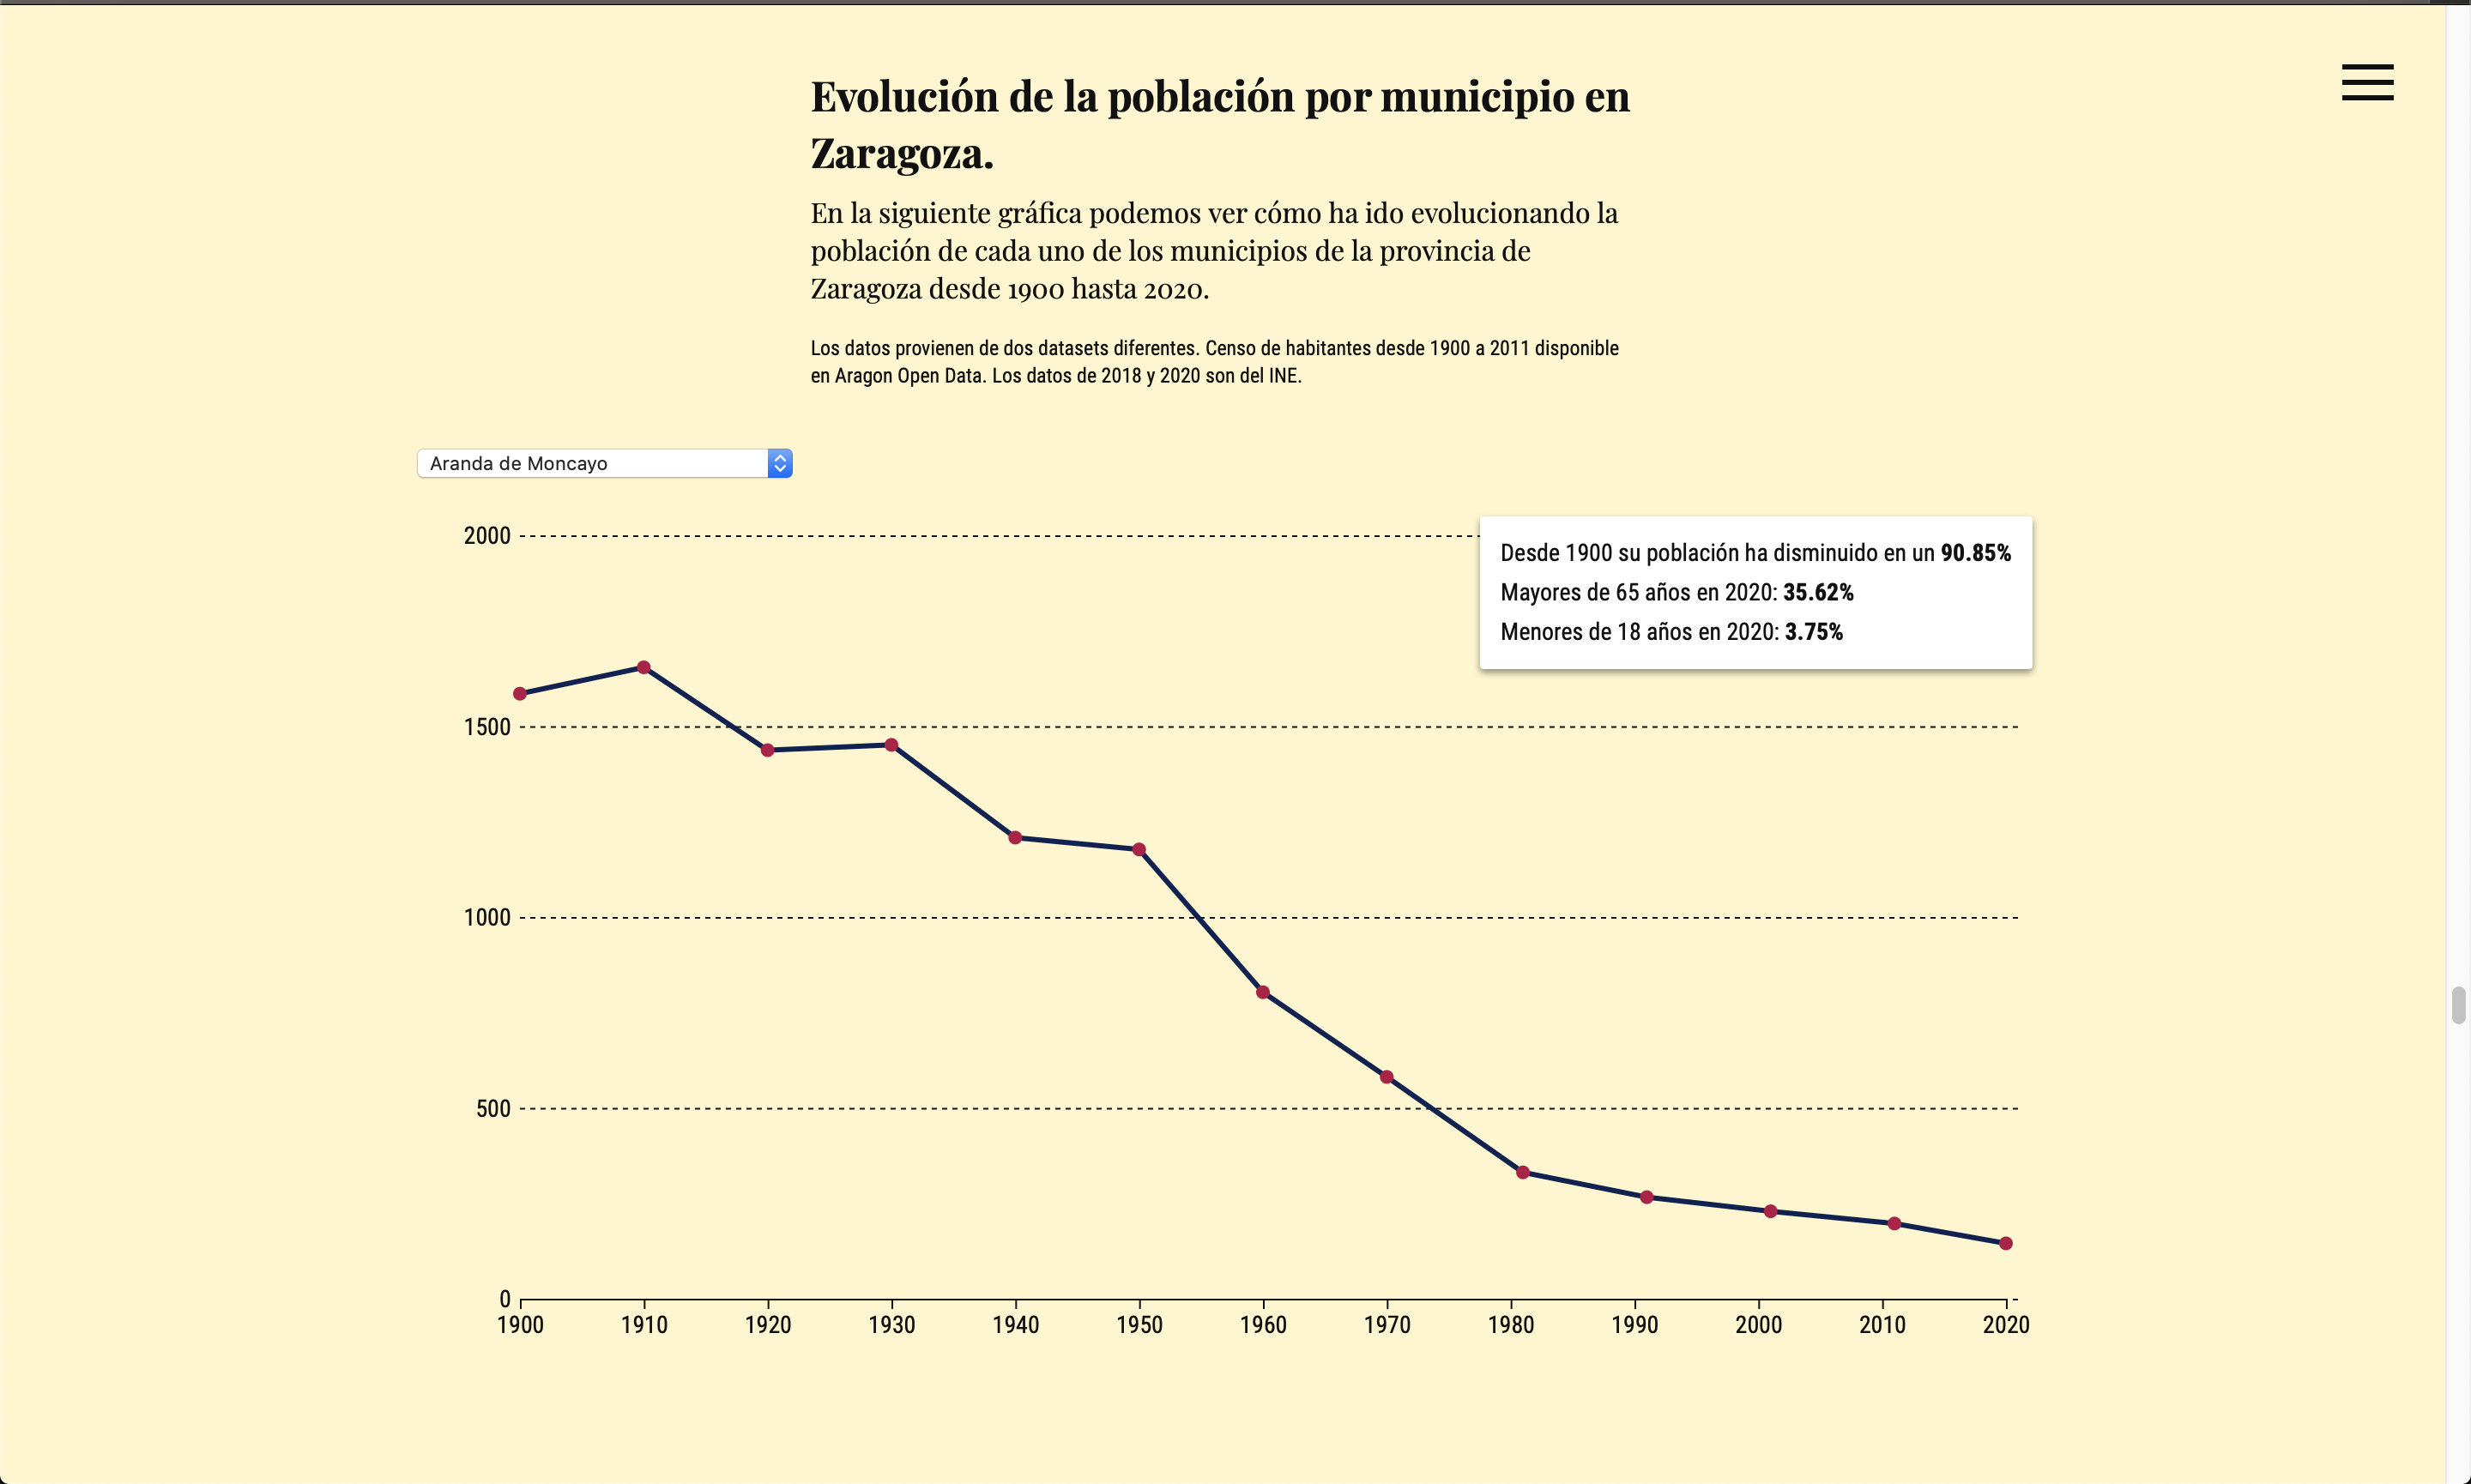 Evolución de la población por municipio en
Zaragoza.
En la siguiente gráfica podemos ver cómo ha ido evolucionando la
población de cada uno de los municipios de la provincia de
Zaragoza desde 1900 hasta 2020.
Los datos provienen de dos datasets diferentes. Censo de habitantes desde 1900 a 2011 disponible
en Aragon Open Data. Los datos de 2018 y 2020 son del INE.
Aranda de Moncayo
Desde 1900 su población ha disminuido en un 90.85%
Mayores de 65 años en 2020: 35.62%
Menores de 18 años en 2020: 3.75%
2000
1500
1000
500
0
1900 1910 1920 1930 1940 1950 1960 1970 1980 1990 2000 2010 2020